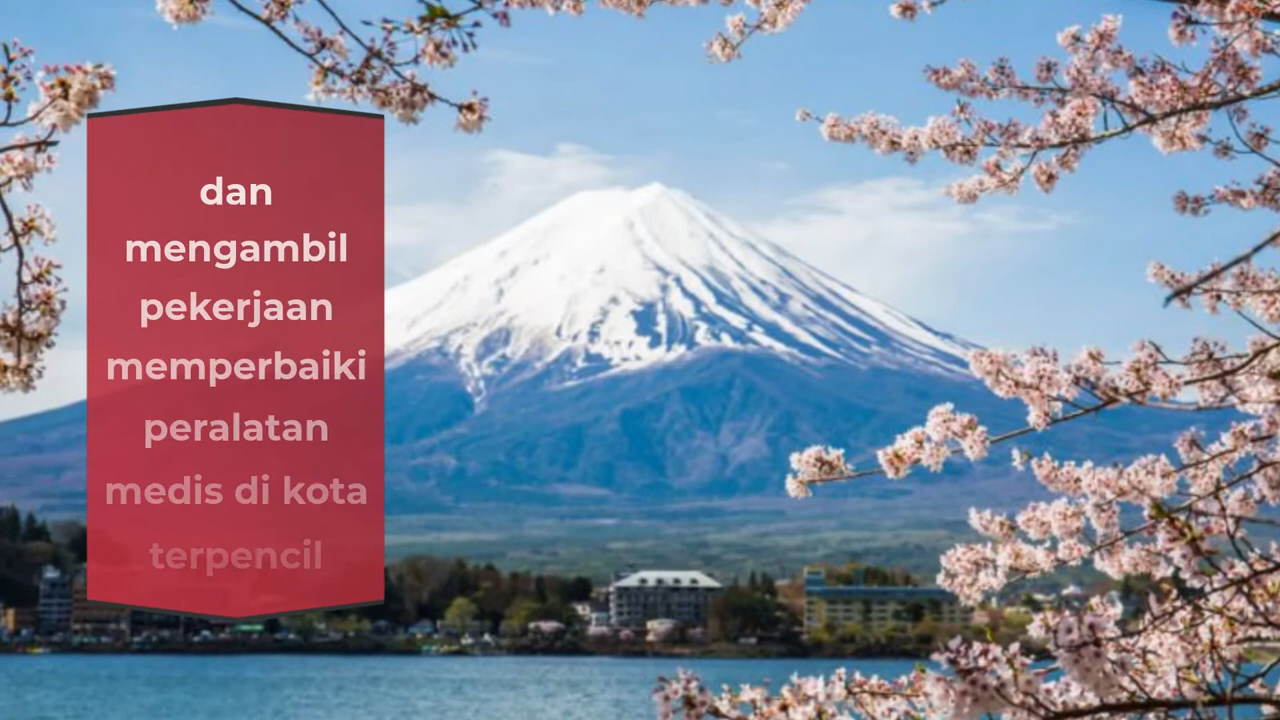 dan
mengambil
pekerjaan
memperbaiki
peralatan
medis di kota
terpencil